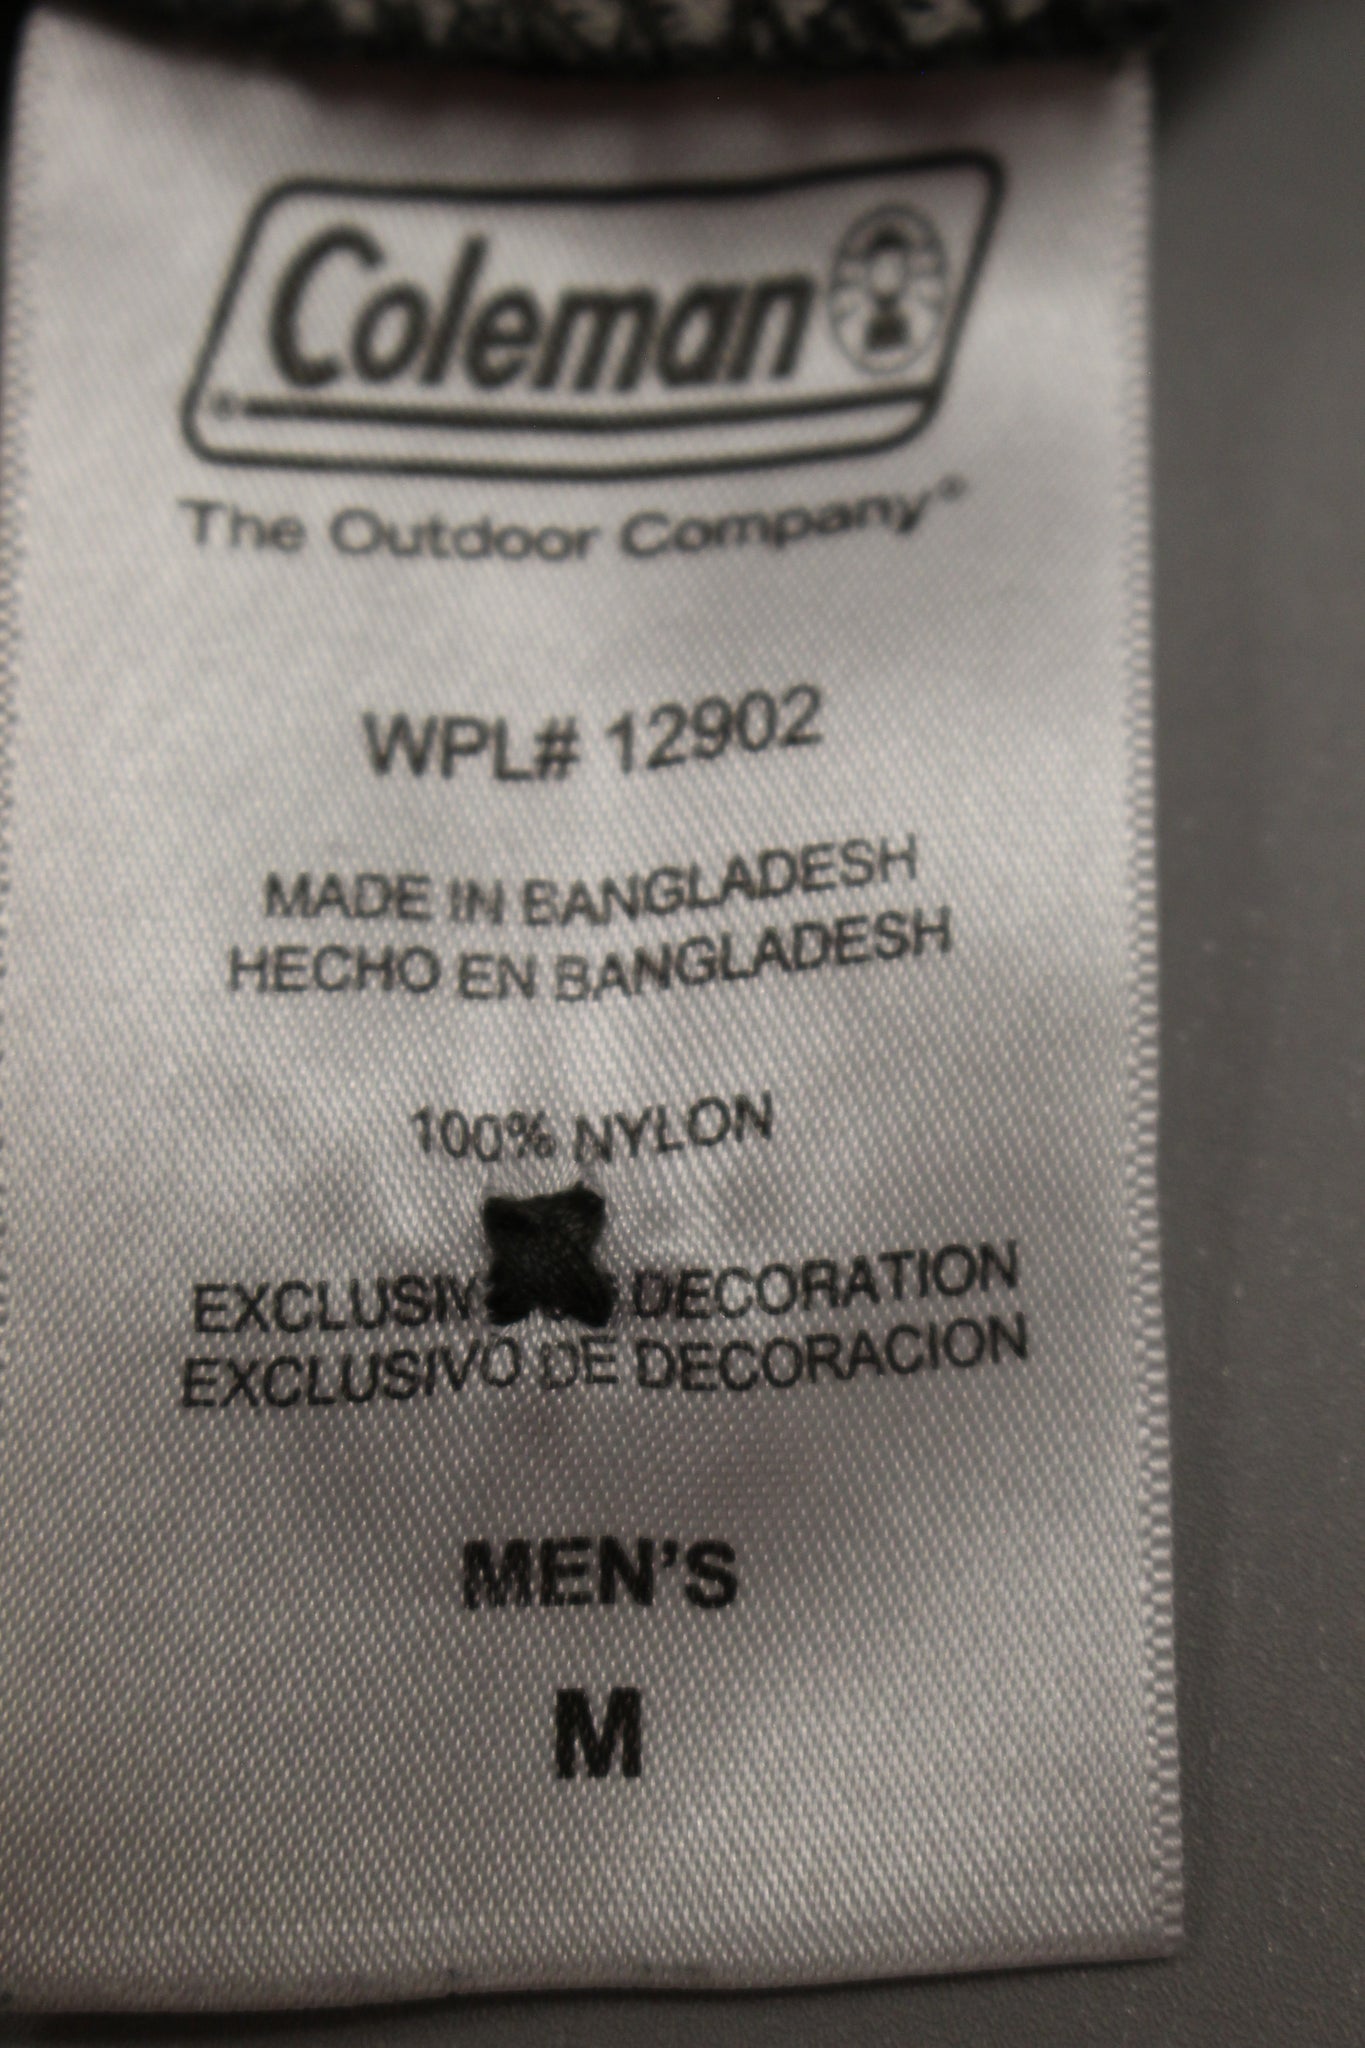 Coleman
The Outdoor Company®
WPL# 12902
MADE IN BANGLADESH
HECHO EN BANGLADESH
100% NYLON
DECORATION
EXCLUSIVO DE DECORACION
MEN'S
M